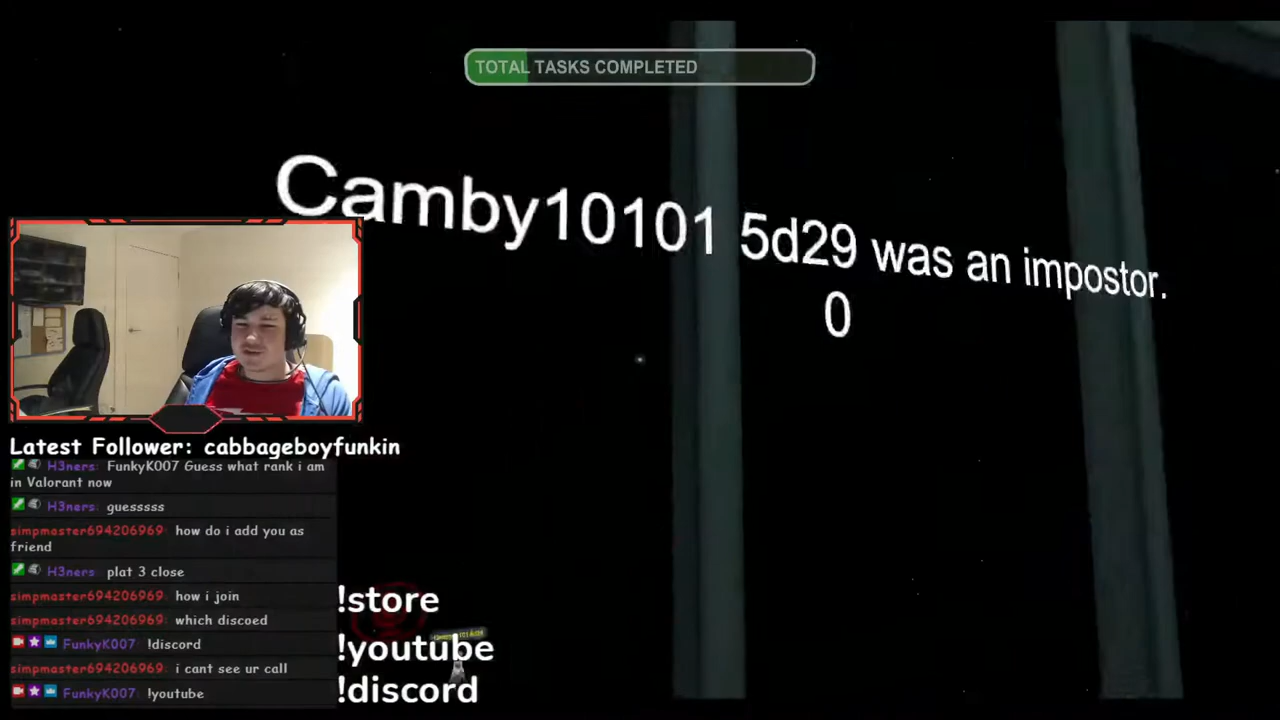 TOTAL TASKS COMPLETED
Camby10101 5d29 was an impostor.
0
Latest Follower: cabbageboyfunkin
H3ners: FunkyK007 Guess what rank i am
in Valorant now
H3ners: guesssss
simpmaster694206969: how do i add you as
friend
H3ners: plat 3 close
simpmaster694206969: how i join
simpmaster694206969: which discoed
FunkyK007: !discord
simpmaster694206969: i cant see ur call
FunkyK007: !youtube
!store
!youtube
!discord